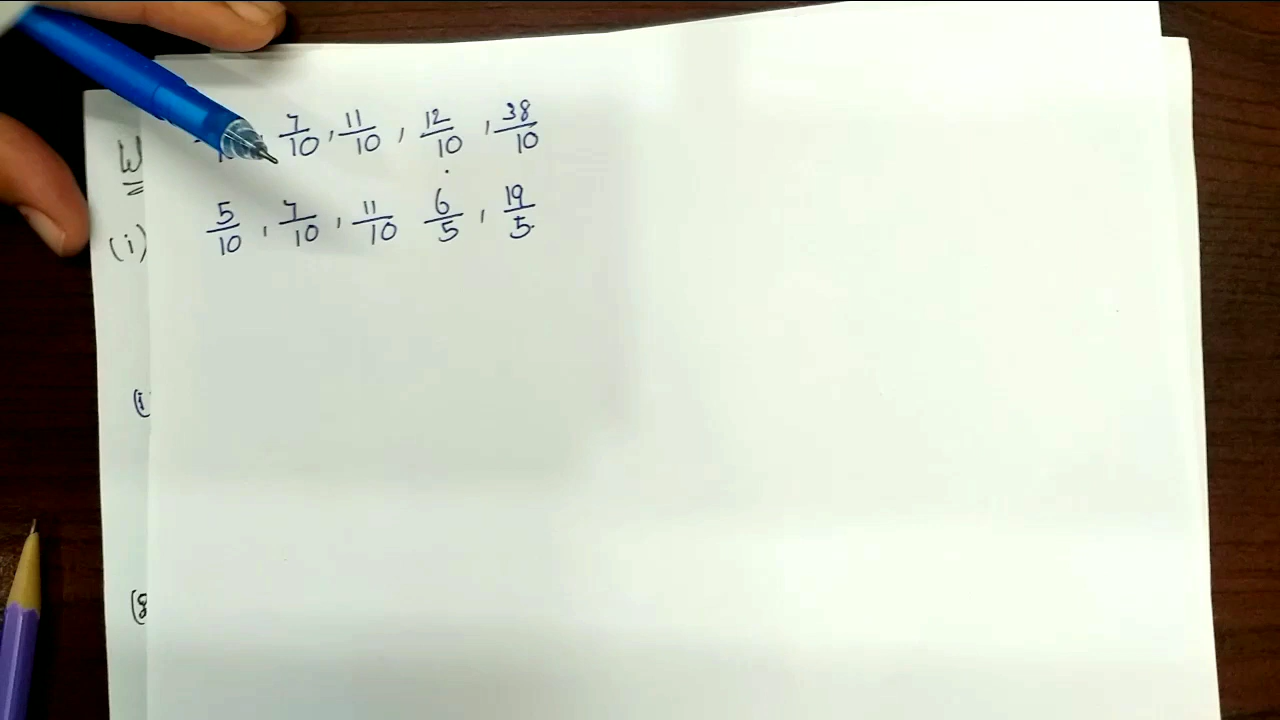 7/10 , 11/10 , 12/10 , 38/10
5/10 , 7/10 , 11/10 6/5 , 19/5
(i)